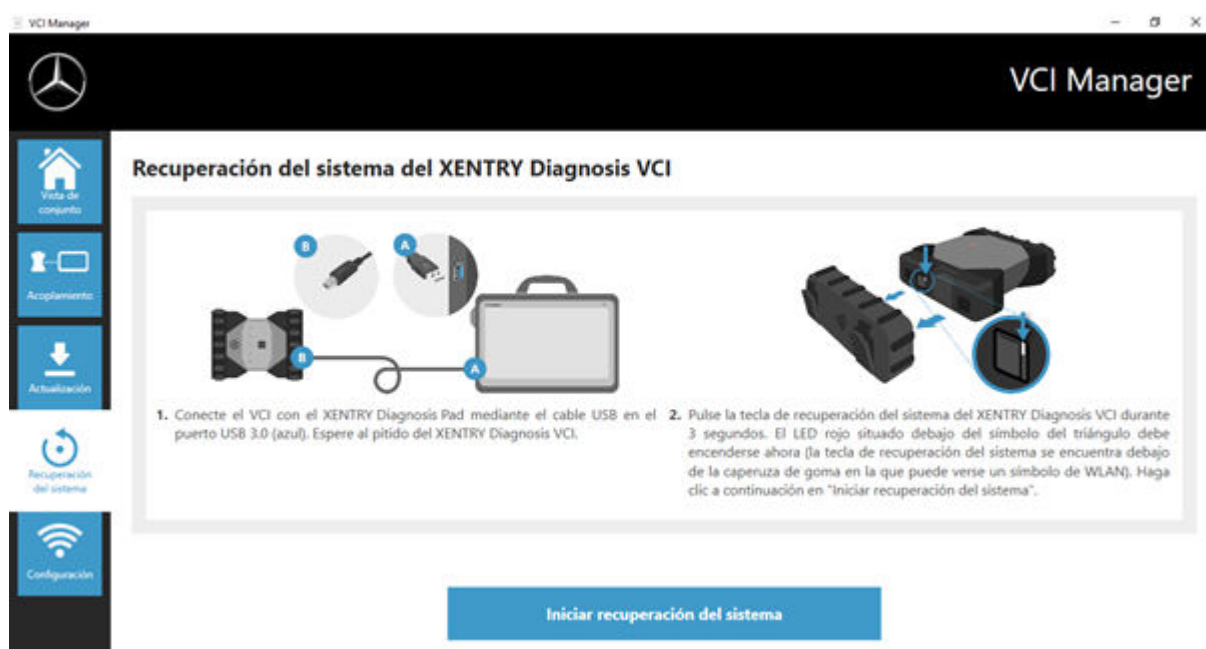 VCI Manager
VCI Manager
Vista de
conjunto
Acoplamiento
Actualización
Recuperación
del sistema
Configuración
Recuperación del sistema del XENTRY Diagnosis VCI
B
A
B
A
1. Conecte el VCI con el XENTRY Diagnosis Pad mediante el cable USB en el
puerto USB 3.0 (azul). Espere al pitido del XENTRY Diagnosis VCI.
2. Pulse la tecla de recuperación del sistema del XENTRY Diagnosis VCI durante
3 segundos. El LED rojo situado debajo del símbolo del triángulo debe
encenderse ahora (la tecla de recuperación del sistema se encuentra debajo
de la caperuza de goma en la que puede verse un símbolo de WLAN). Haga
clic a continuación en "Iniciar recuperación del sistema".
Iniciar recuperación del sistema